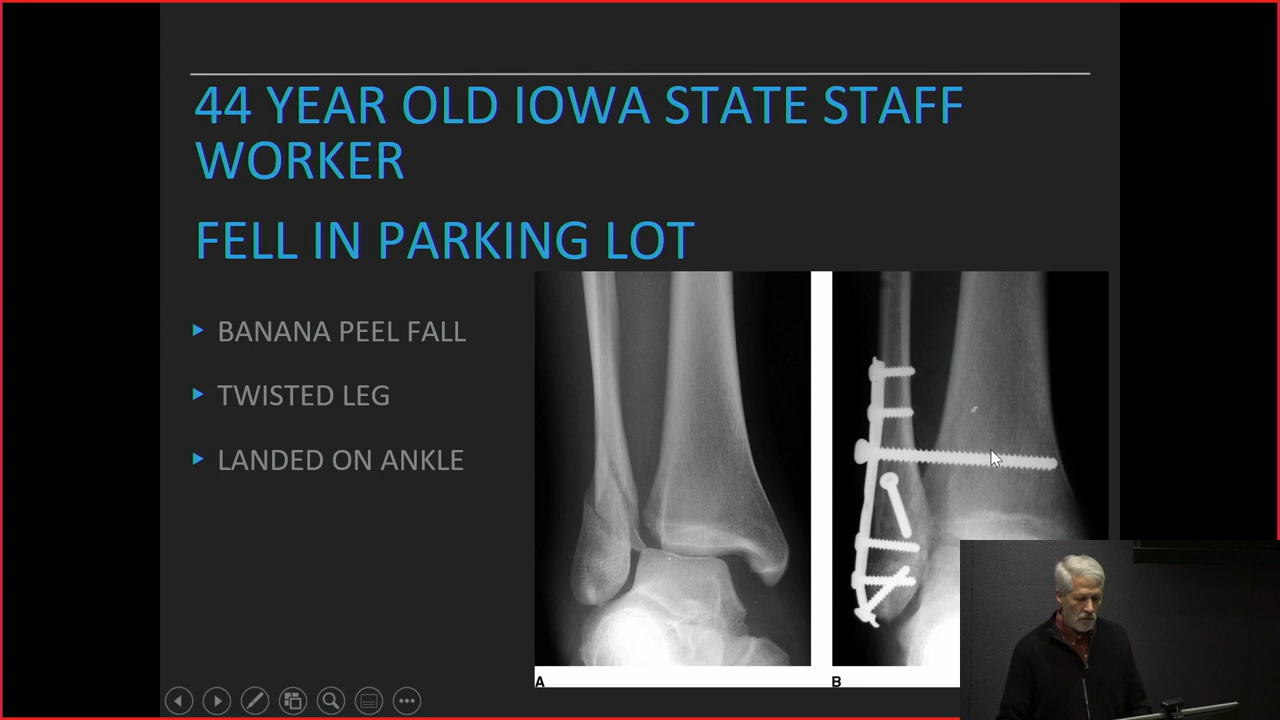 44 YEAR OLD IOWA STATE STAFF
WORKER
FELL IN PARKING LOT
BANANA PEEL FALL
TWISTED LEG
LANDED ON ANKLE
A
B